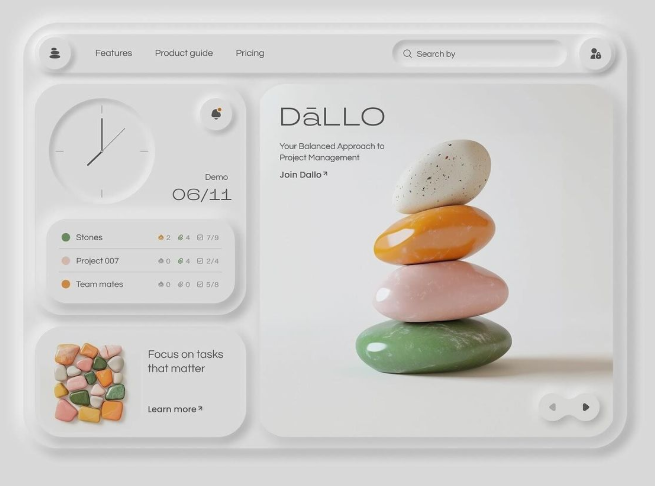 Features
Product guide
Pricing
Search by
Demo
06/11
Stones 2 4 7/9
Project 007 0 4 2/4
Team mates 0 0 5/8
Focus on tasks
that matter
Learn more
DāLLO
Your Balanced Approach to
Project Management
Join Dallo